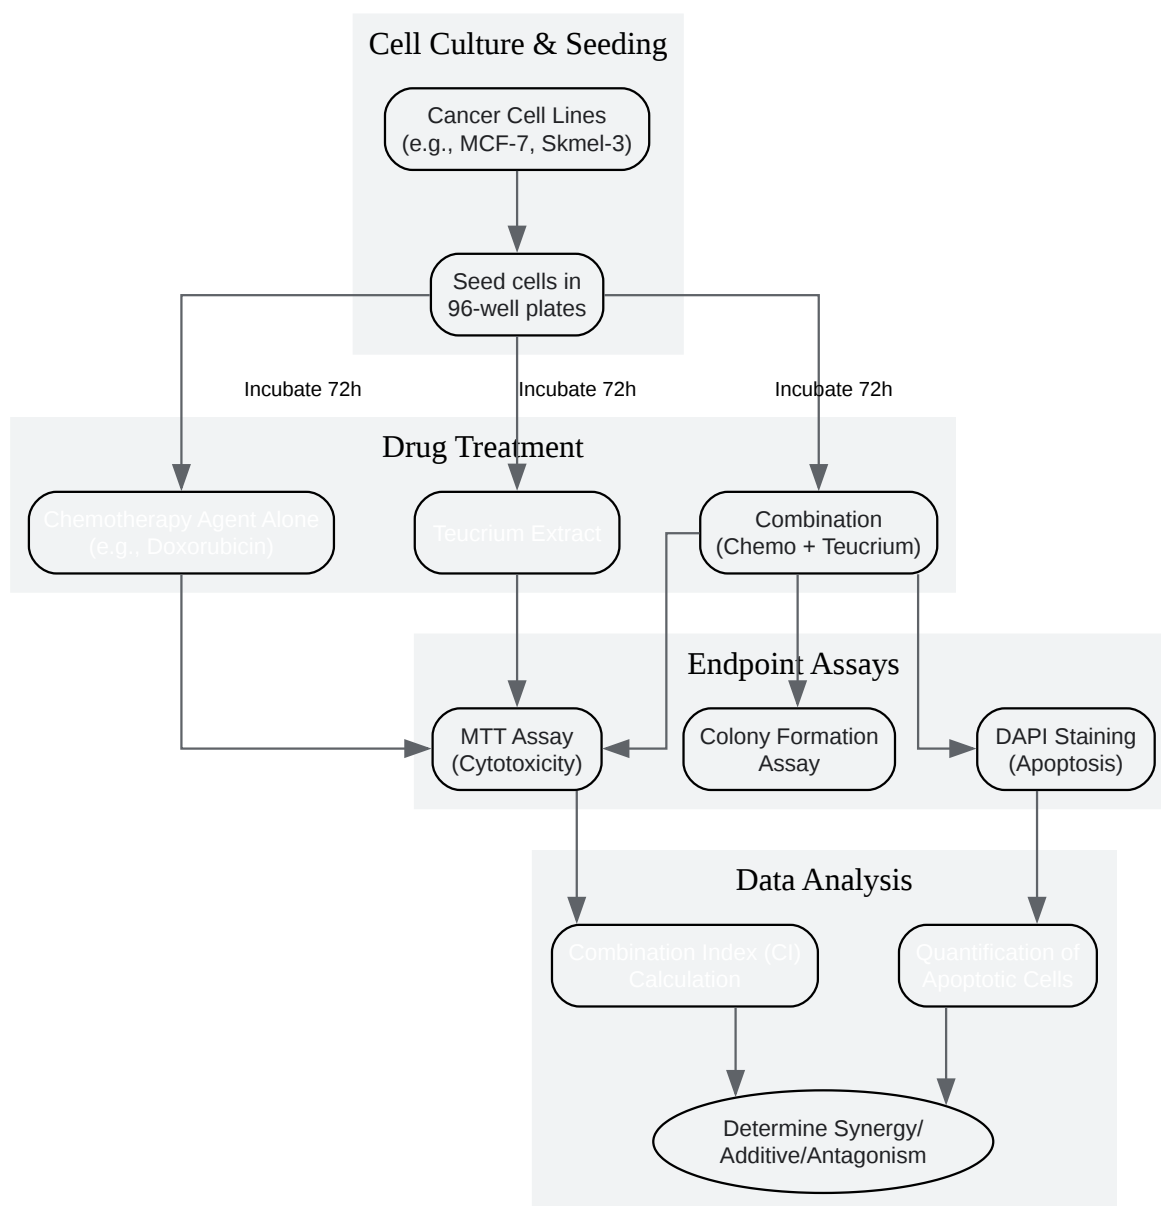 Cell Culture & Seeding
Cancer Cell Lines
(e.g., MCF-7, Skmel-3)
Seed cells in
96-well plates
Incubate 72h
Incubate 72h
Incubate 72h
Drug Treatment
Chemotherapy Agent Alone
(e.g., Doxorubicin)
Teucrium Extract
Combination
(Chemo + Teucrium)
Endpoint Assays
MTT Assay
(Cytotoxicity)
Colony Formation
Assay
DAPI Staining
(Apoptosis)
Data Analysis
Combination Index (CI)
Calculation
Quantification of
Apoptotic Cells
Determine Synergy/
Additive/Antagonism